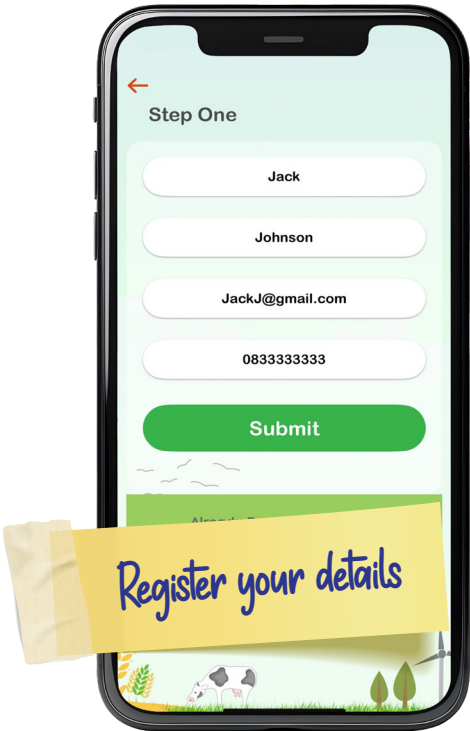 Step One
Jack
Johnson
JackJ@gmail.com
0833333333
Submit
Register your details